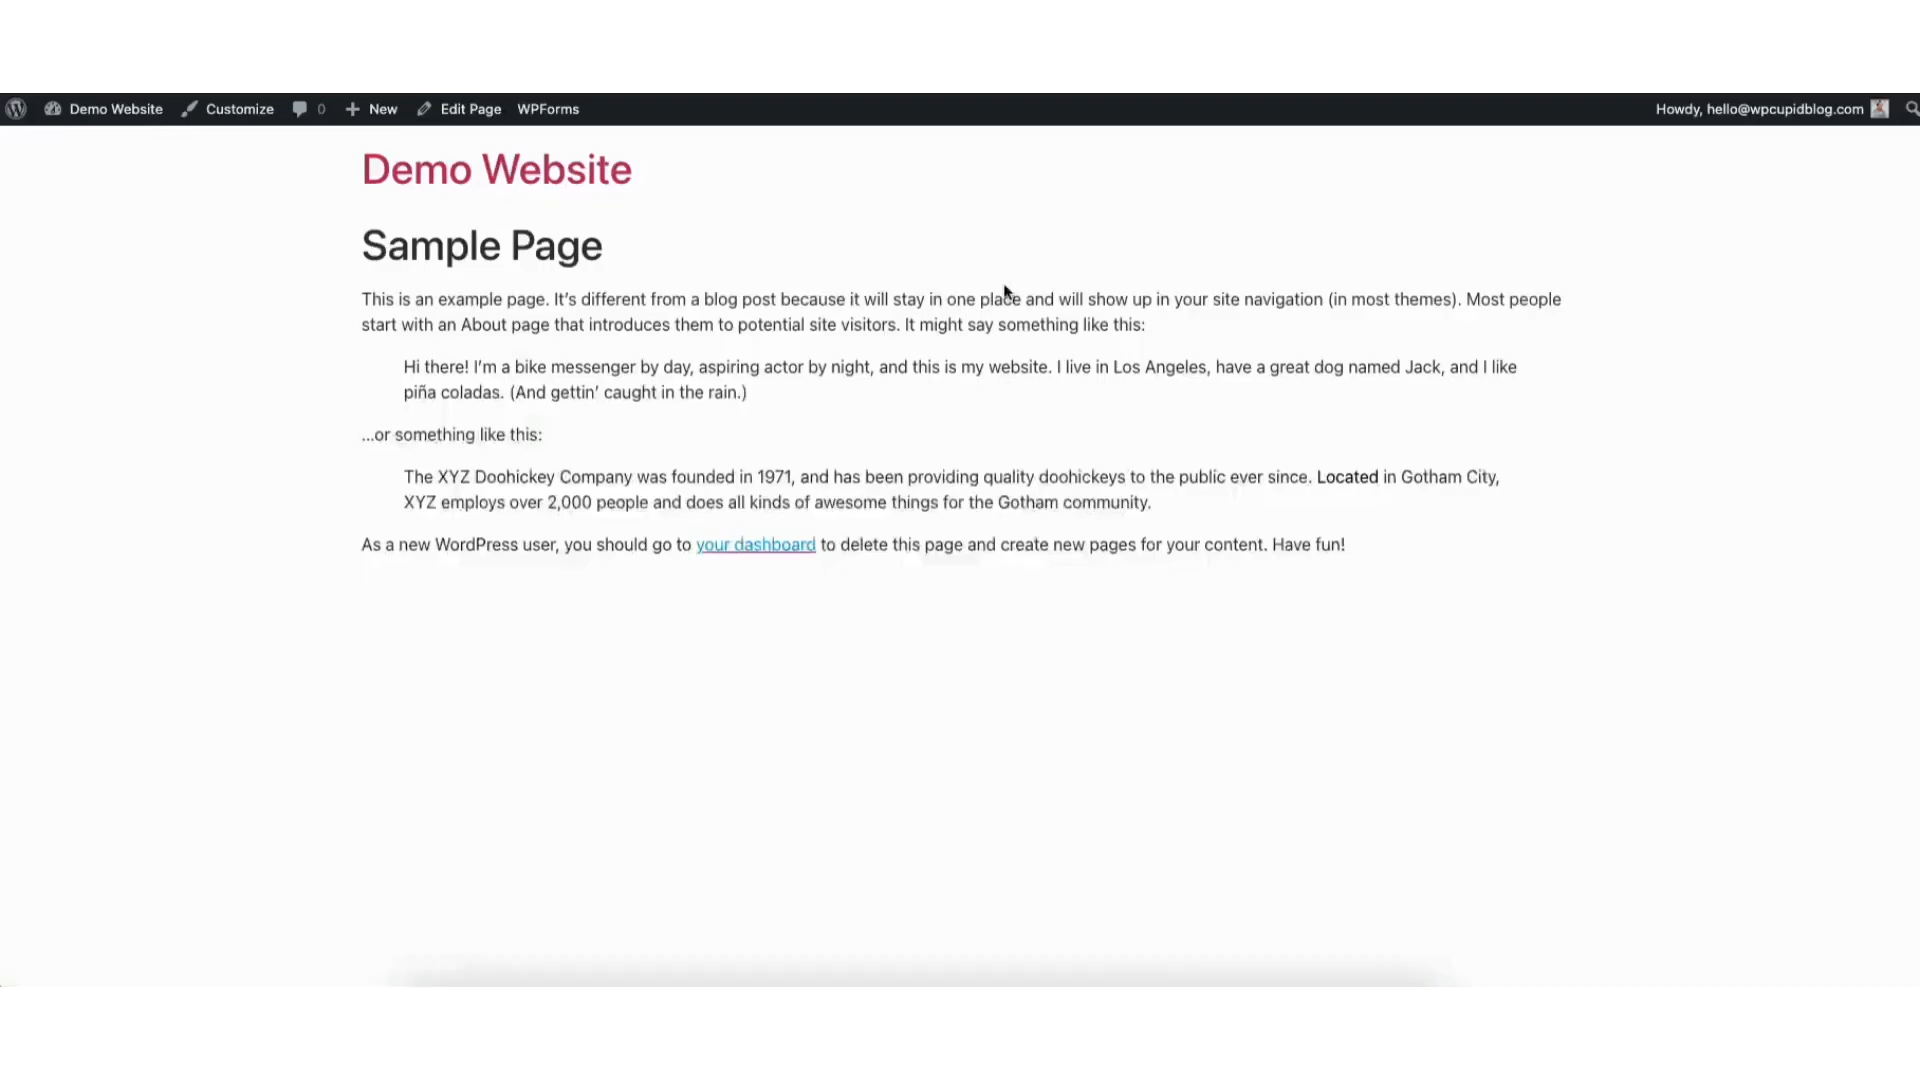 Demo Website Customize 0 New Edit Page WPForms Howdy, hello@wpcupidblog.com
Demo Website
Sample Page
This is an example page. It’s different from a blog post because it will stay in one place and will show up in your site navigation (in most themes). Most people
start with an About page that introduces them to potential site visitors. It might say something like this:
Hi there! I’m a bike messenger by day, aspiring actor by night, and this is my website. I live in Los Angeles, have a great dog named Jack, and I like
piña coladas. (And gettin’ caught in the rain.)
…or something like this:
The XYZ Doohickey Company was founded in 1971, and has been providing quality doohickeys to the public ever since. Located in Gotham City,
XYZ employs over 2,000 people and does all kinds of awesome things for the Gotham community.
As a new WordPress user, you should go to your dashboard to delete this page and create new pages for your content. Have fun!